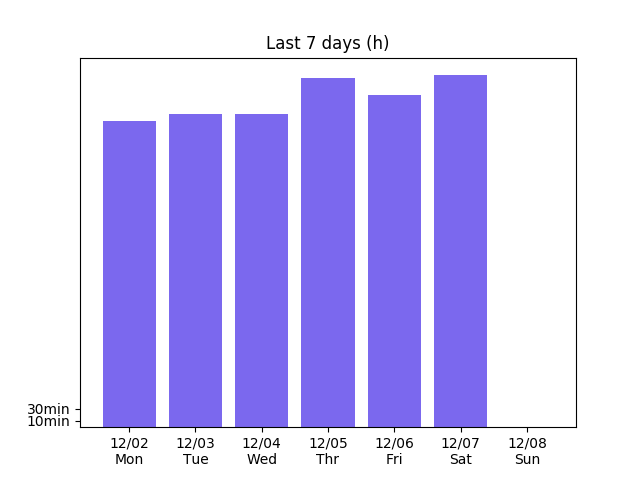 Last 7 days (h)
30min
10min
12/02 12/03 12/04 12/05 12/06 12/07 12/08
Mon Tue Wed Thr Fri Sat Sun